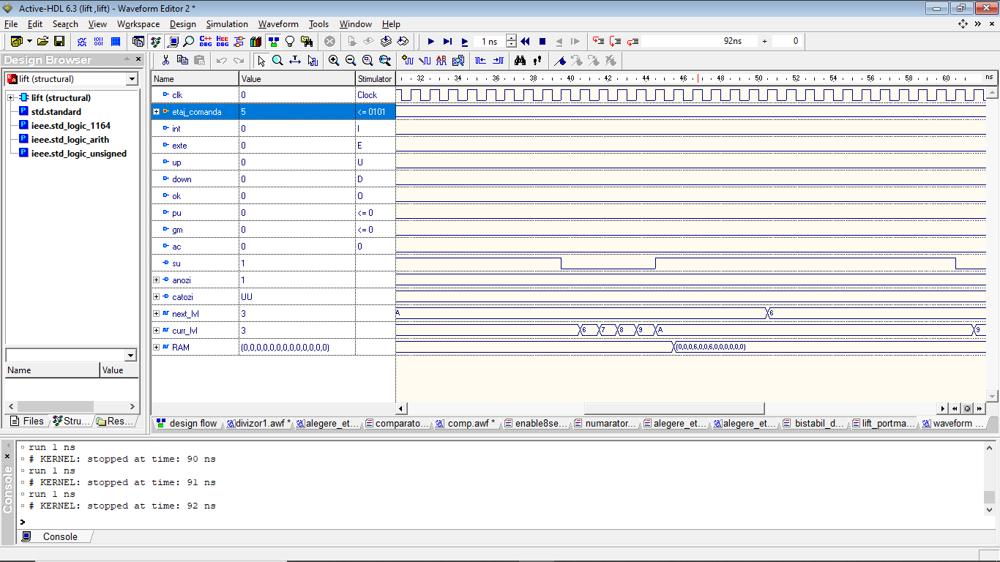 Active-HDL 6.3 (lift ,lift) - Waveform Editor 2 *
File Edit Search View Workspace Design Simulation Waveform Tools Window Help
1 ns 92ns + 0
Design Browser
lift (structural)
lift (structural)
std.standard
ieee.std_logic_1164
ieee.std_logic_arith
ieee.std_logic_unsigned
Name Value
Files Stru... Res...
Name Value Stimulator 32 34 36 38 40 42 44 46 48 50 52 54 56 58 60 ns
clk 0 Clock
etaj_comanda 5 <= 0101
int 0 I
exte 0 E
up 0 U
down 0 D
ok 0 O
pu 0 <= 0
gm 0 <= 0
ac 0 0
su 1
anozi 1
catozi UU
next_lvl 3 A 6
curr_lvl 3 6 7 8 9 A 9
RAM (0,0,0,0,0,0,0,0,0,0,0,0,0) (0,0,0,6,0,0,6,0,0,0,0,0,0)
design flow divizor1.awf * alegere_et... comparato... comp.awf * enable8se... numarator... alegere_et... alegere_et... bistabil_d... lift_portma... waveform ...
run 1 ns
# KERNEL: stopped at time: 90 ns
run 1 ns
# KERNEL: stopped at time: 91 ns
run 1 ns
# KERNEL: stopped at time: 92 ns
>
Console
Console